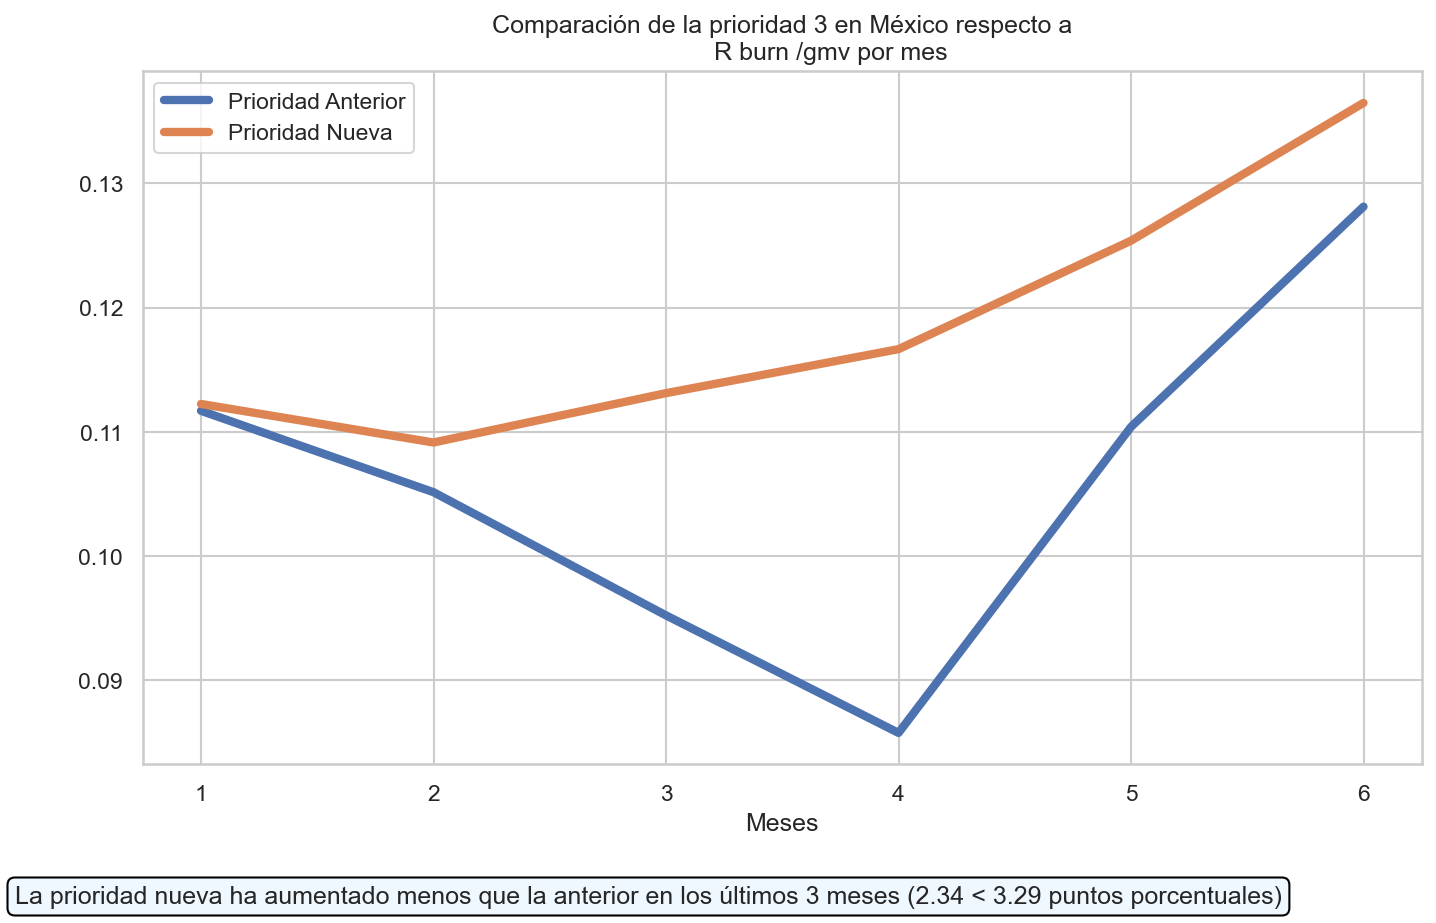 Comparación de la prioridad 3 en México respecto a
R burn /gmv por mes
Prioridad Anterior
Prioridad Nueva
0.13
0.12
0.11
0.10
0.09
1 2 3 4 5 6
Meses
La prioridad nueva ha aumentado menos que la anterior en los últimos 3 meses (2.34 < 3.29 puntos porcentuales)